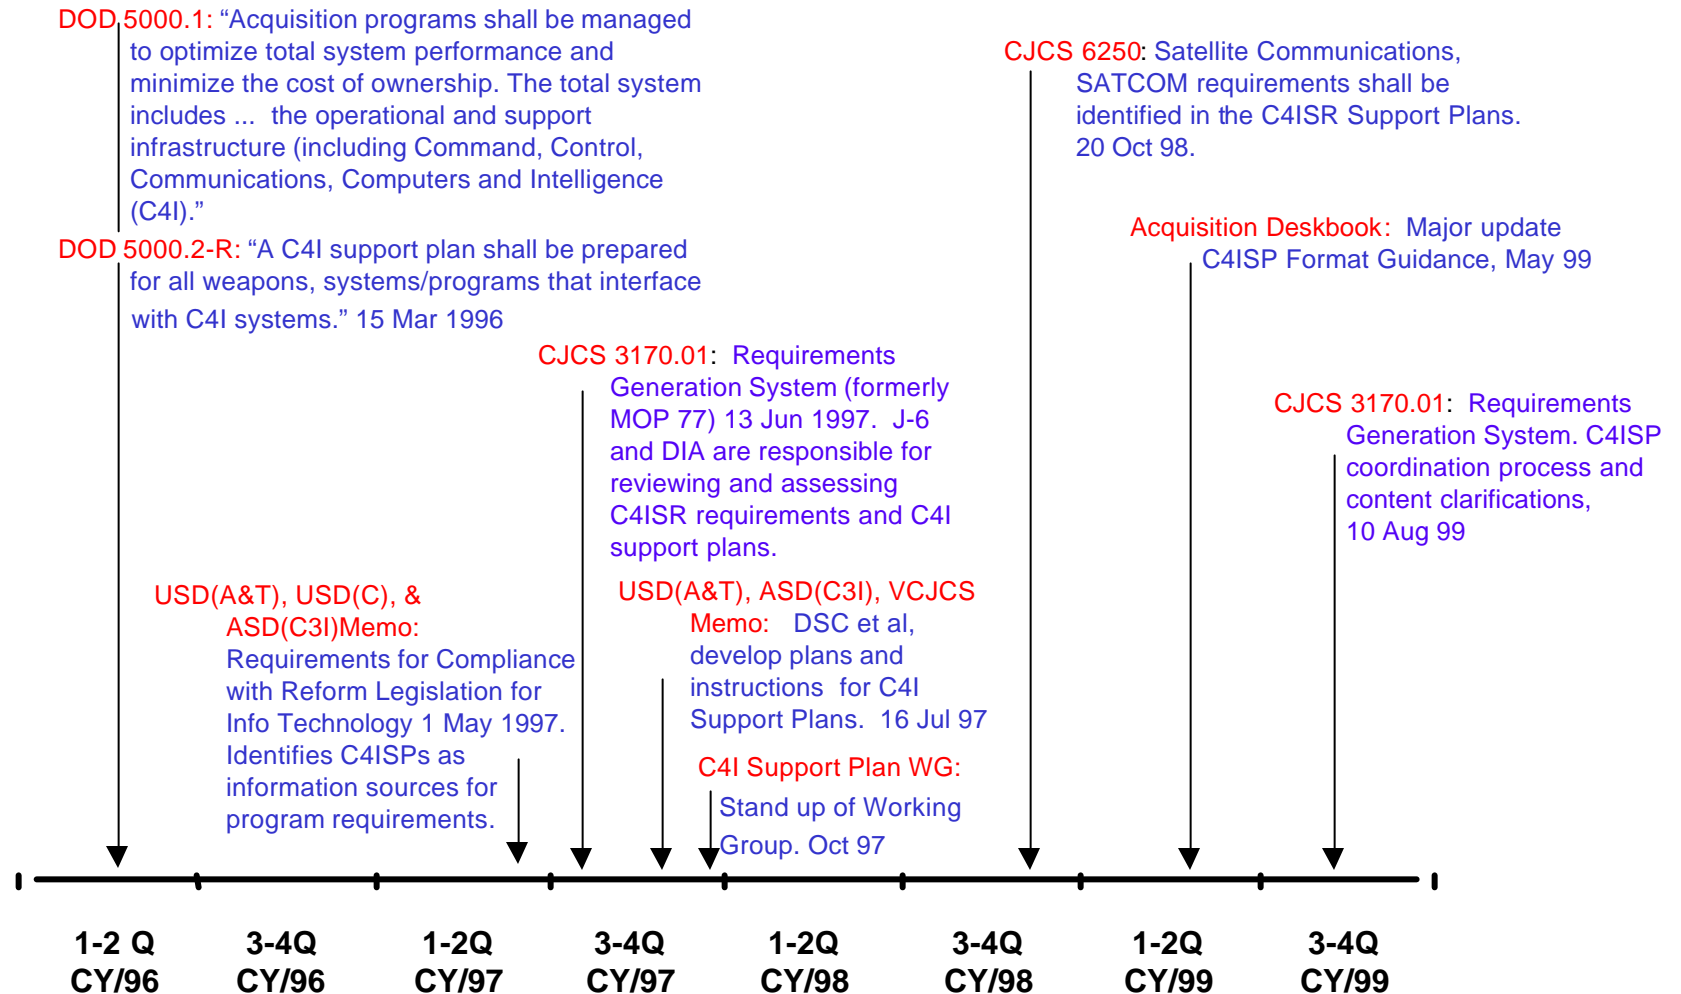 DOD 5000.1: “Acquisition programs shall be managed
to optimize total system performance and
minimize the cost of ownership. The total system
includes ... the operational and support
infrastructure (including Command, Control,
Communications, Computers and Intelligence
(C4I).”
DOD 5000.2-R: “A C4I support plan shall be prepared
for all weapons, systems/programs that interface
with C4I systems.” 15 Mar 1996
USD(A&T), USD(C), &
ASD(C3I)Memo:
Requirements for Compliance
with Reform Legislation for
Info Technology 1 May 1997.
Identifies C4ISPs as
information sources for
program requirements.
CJCS 3170.01: Requirements
Generation System (formerly
MOP 77) 13 Jun 1997. J-6
and DIA are responsible for
reviewing and assessing
C4ISR requirements and C4I
support plans.
USD(A&T), ASD(C3I), VCJCS
Memo: DSC et al,
develop plans and
instructions for C4I
Support Plans. 16 Jul 97
C4I Support Plan WG:
Stand up of Working
Group. Oct 97
CJCS 6250: Satellite Communications,
SATCOM requirements shall be
identified in the C4ISR Support Plans.
20 Oct 98.
Acquisition Deskbook: Major update
C4ISP Format Guidance, May 99
CJCS 3170.01: Requirements
Generation System. C4ISP
coordination process and
content clarifications,
10 Aug 99
1-2 Q
CY/96
3-4Q
CY/96
1-2Q
CY/97
3-4Q
CY/97
1-2Q
CY/98
3-4Q
CY/98
1-2Q
CY/99
3-4Q
CY/99